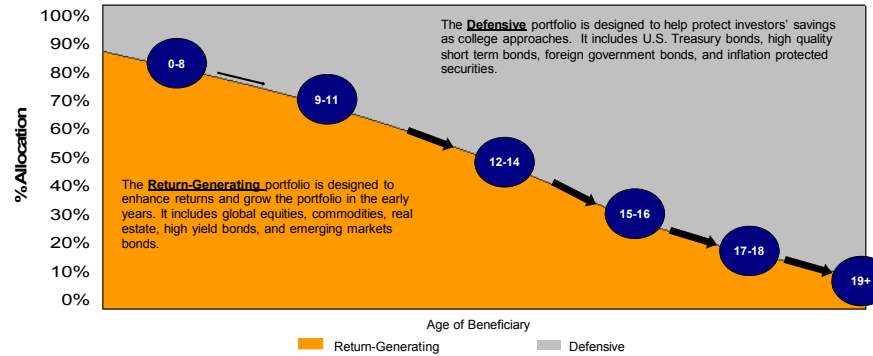 100%
90%
80%
70%
60%
50%
40%
30%
20%
10%
0%
%Allocation
The Defensive portfolio is designed to help protect investors' savings
as college approaches. It includes U.S. Treasury bonds, high quality
short term bonds, foreign government bonds, and inflation protected
securities.
0-8
9-11
12-14
15-16
17-18
19+
The Return-Generating portfolio is designed to
enhance returns and grow the portfolio in the early
years. It includes global equities, commodities, real
estate, high yield bonds, and emerging markets
bonds.
Age of Beneficiary
Return-Generating
Defensive